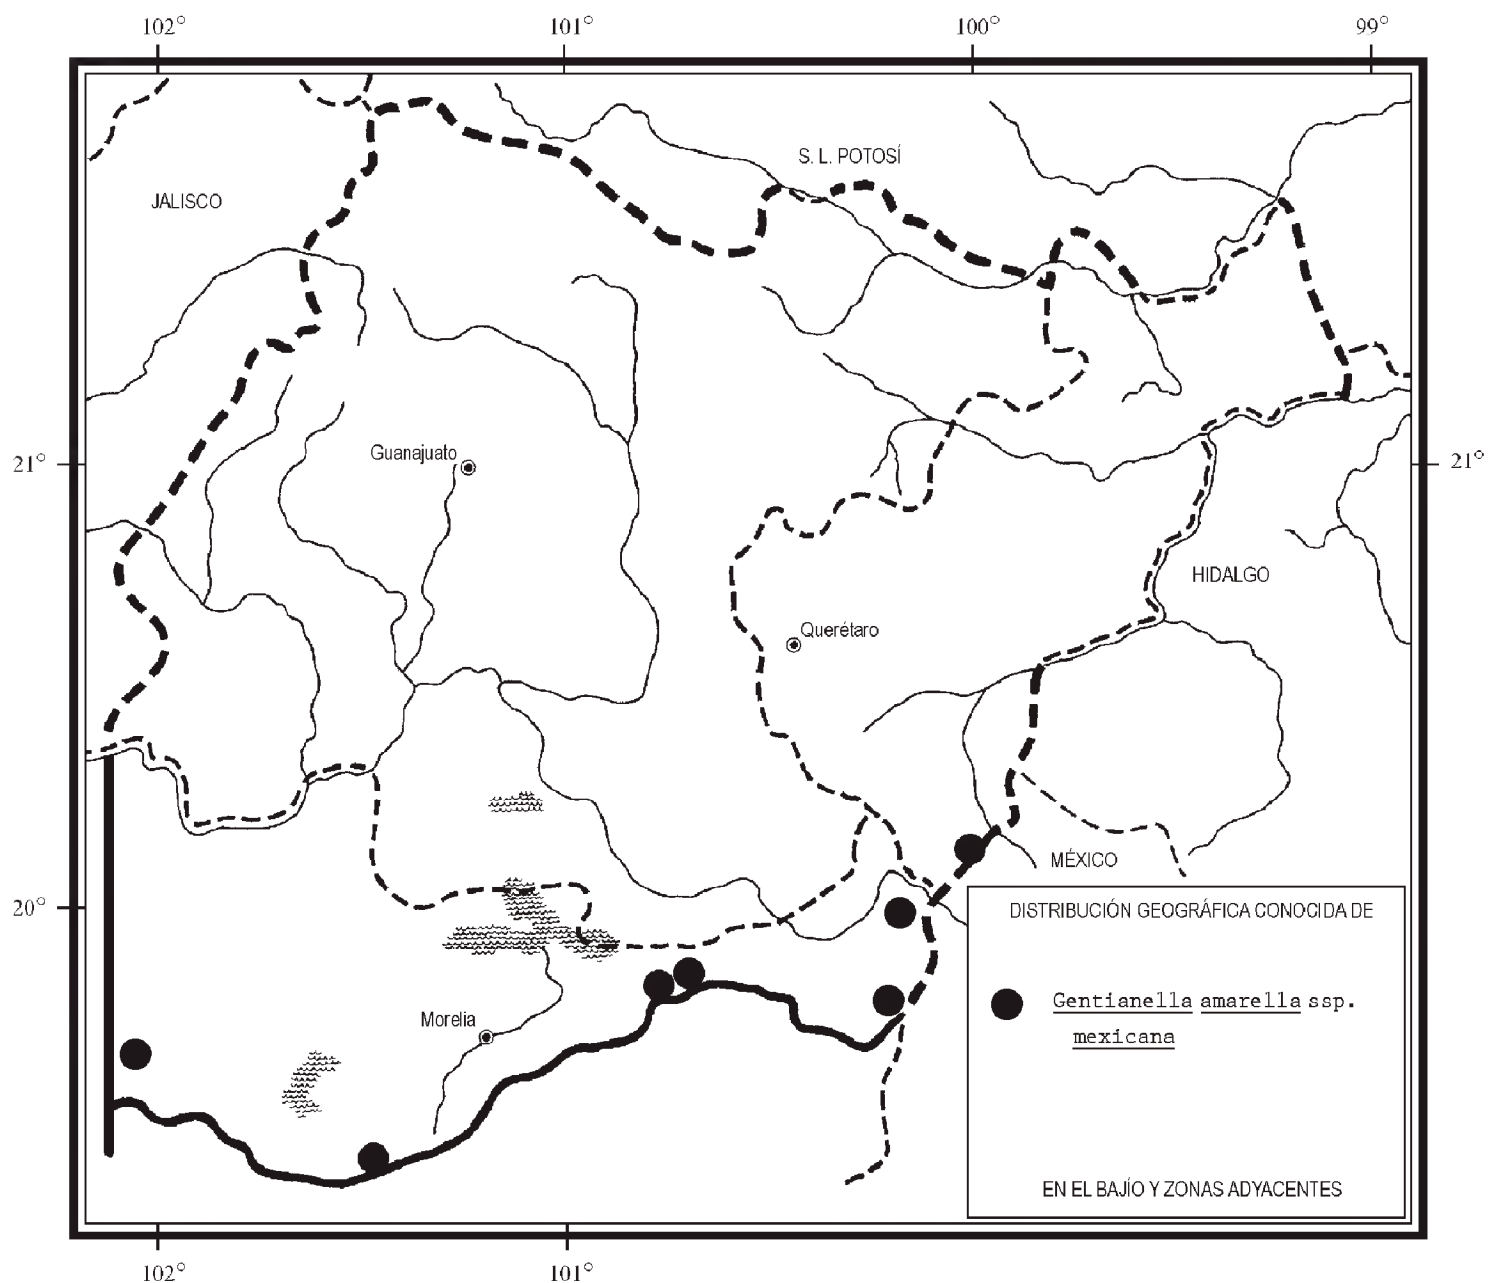 102° 101° 100° 99°
S. L. POTOSÍ
JALISCO
Guanajuato
21° 21°
HIDALGO
Querétaro
MÉXICO
20°
DISTRIBUCIÓN GEOGRÁFICA CONOCIDA DE
Gentianella amarella ssp.
mexicana
Morelia
EN EL BAJÍO Y ZONAS ADYACENTES
102° 101°